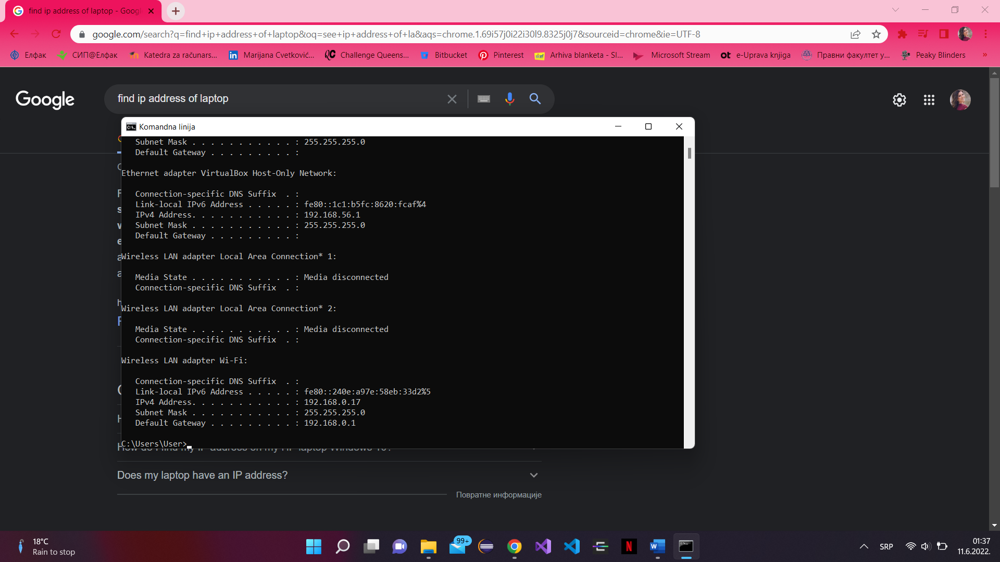 find ip address of laptop - Goog
google.com/search?q=find+ip+address+of+laptop&oq=see+ip+address+of+la&aqs=chrome.1.69i57j0i22i30l9.8325j0j7&sourceid=chrome&ie=UTF-8
Елфак СИП@Елфак Katedra za računars... Marijana Cvetković... Challenge Queens... Bitbucket Pinterest Arhiva blanketa - Sl... Microsoft Stream e-Uprava knjiga Правни факултет у... Peaky Blinders »
Google find ip address of laptop
Komandna linija
Subnet Mask . . . . . . . . . . . : 255.255.255.0
Default Gateway . . . . . . . . . :
Ethernet adapter VirtualBox Host-Only Network:
Connection-specific DNS Suffix . :
Link-local IPv6 Address . . . . . : fe80::1c1:b5fc:8620:fcaf%4
IPv4 Address. . . . . . . . . . . : 192.168.56.1
Subnet Mask . . . . . . . . . . . : 255.255.255.0
Default Gateway . . . . . . . . . :
Wireless LAN adapter Local Area Connection* 1:
Media State . . . . . . . . . . . : Media disconnected
Connection-specific DNS Suffix . :
Wireless LAN adapter Local Area Connection* 2:
Media State . . . . . . . . . . . : Media disconnected
Connection-specific DNS Suffix . :
Wireless LAN adapter Wi-Fi:
Connection-specific DNS Suffix . :
Link-local IPv6 Address . . . . . : fe80::240e:a97e:58eb:33d2%5
IPv4 Address. . . . . . . . . . . : 192.168.0.17
Subnet Mask . . . . . . . . . . . : 255.255.255.0
Default Gateway . . . . . . . . . : 192.168.0.1
C:\Users\User>
Does my laptop have an IP address?
Повратне информације
18°C
Rain to stop
99+
SRP
01:37
11.6.2022.